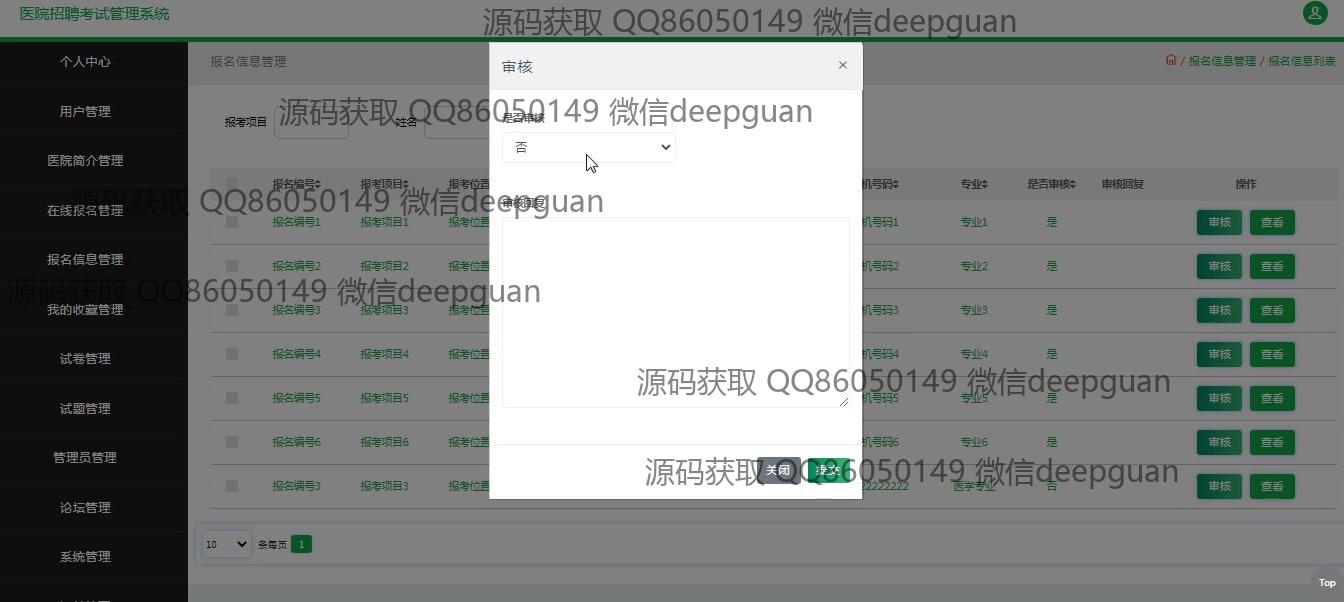 医院招聘考试管理系统
源码获取 QQ86050149 微信deepguan
个人中心
用户管理
医院简介管理
在线报名管理
报名信息管理
我的收藏管理
试卷管理
试题管理
管理员管理
论坛管理
系统管理
报名信息管理
/ 报名信息管理 / 报名信息列表
审核
×
源码获取 QQ86050149 微信deepguan
报考项目 姓名
是否审核
否
源码获取 QQ86050149 微信deepguan
审核回复
报名编号 报考项目 报考位置 机号码 专业 是否审核 审核回复 操作
报名编号1 报考项目1 报考位置 机号码1 专业1 是 审核 查看
报名编号2 报考项目2 报考位置 机号码2 专业2 是 审核 查看
源码获取 QQ86050149 微信deepguan
报名编号3 报考项目3 报考位置 机号码3 专业3 是 审核 查看
报名编号4 报考项目4 报考位置 机号码4 专业4 是 审核 查看
源码获取 QQ86050149 微信deepguan
报名编号5 报考项目5 报考位置 机号码5 专业5 是 审核 查看
报名编号6 报考项目6 报考位置 机号码6 专业6 是 审核 查看
源码获取 QQ86050149 微信deepguan
关闭 提交
报名编号3 报考项目3 报考位置 22222222 医学专业 否 审核 查看
10 条每页 1
Top